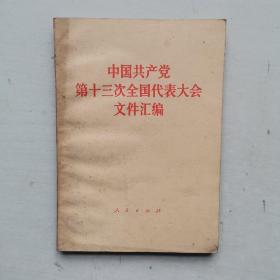 中国共产党
第十三次全国代表大会
文件汇编
人民出版社